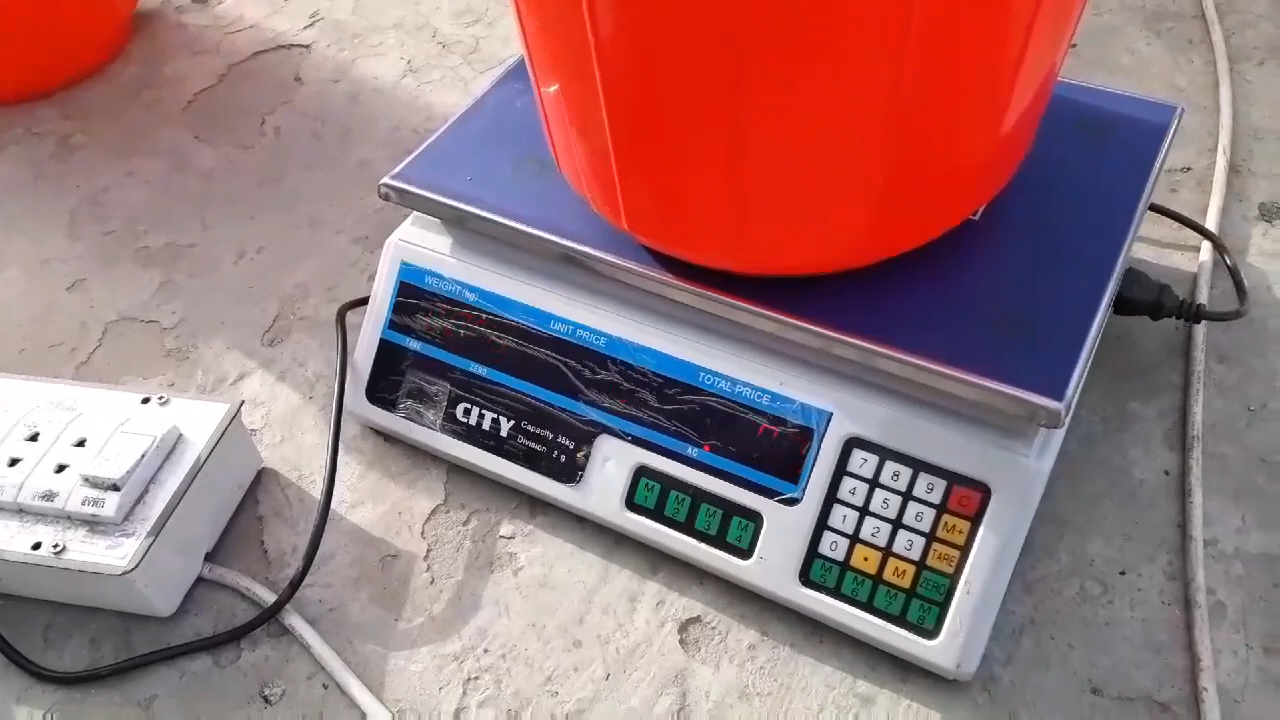 WEIGHT (kg)
UNIT PRICE
TOTAL PRICE
TARE
ZERO
AC
CITY
Capacity 35kg
Division 2 g
M1 M2 M3 M4
7 8 9 C
4 5 6 M+
1 2 3 TARE
0 . M ZERO
M5 M6 M7 M8